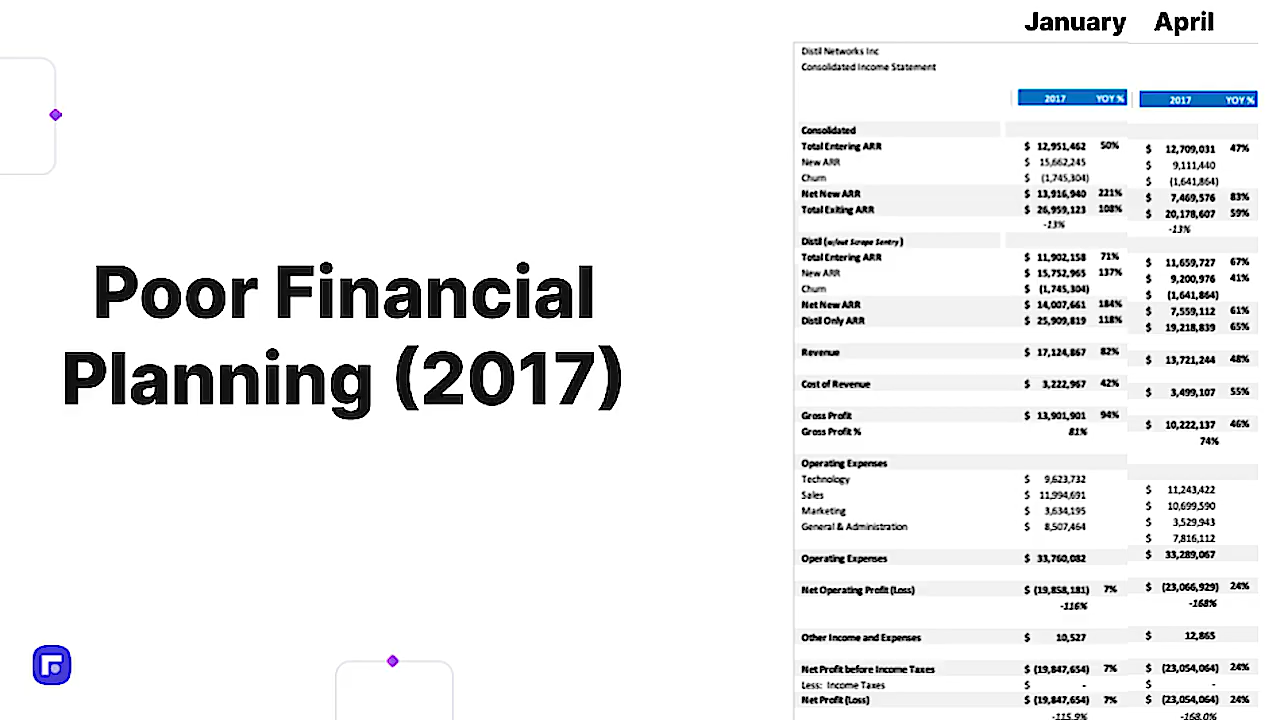 January April
Distil Networks Inc
Consolidated Income Statement
2017 YOY % 2017 YOY %
Poor Financial
Planning (2017)
Consolidated
Total Entering ARR $ 12,951,462 50% $ 12,709,031 47%
New ARR $ 15,662,245 $ 9,111,440
Churn $ (1,745,304) $ (1,641,864)
Net New ARR $ 13,916,940 221% $ 7,469,576 83%
Total Exiting ARR $ 26,959,123 108% $ 20,178,607 59%
-13% -13%
Distil (w/out Scrape Sentry)
Total Entering ARR $ 11,902,158 71% $ 11,659,727 67%
New ARR $ 15,752,965 137% $ 9,200,976 41%
Churn $ (1,745,304) $ (1,641,864)
Net New ARR $ 14,007,661 184% $ 7,559,112 61%
Distil Only ARR $ 25,909,819 118% $ 19,218,839 65%
Revenue $ 17,124,867 82% $ 13,721,244 48%
Cost of Revenue $ 3,222,967 42% $ 3,499,107 55%
Gross Profit $ 13,901,901 94% $ 10,222,137 46%
Gross Profit % 81% 74%
Operating Expenses
Technology $ 9,623,732 $ 11,243,422
Sales $ 11,994,691 $ 10,699,590
Marketing $ 3,634,195 $ 3,529,943
General & Administration $ 8,507,464 $ 7,816,112
Operating Expenses $ 33,760,082 $ 33,289,067
Net Operating Profit (Loss) $ (19,858,181) 7% $ (23,066,929) 24%
-116% -168%
Other Income and Expenses $ 10,527 $ 12,865
Net Profit before Income Taxes $ (19,847,654) 7% $ (23,054,064) 24%
Less: Income Taxes $ - $ -
Net Profit (Loss) $ (19,847,654) 7% $ (23,054,064) 24%
-115.9% -168.0%